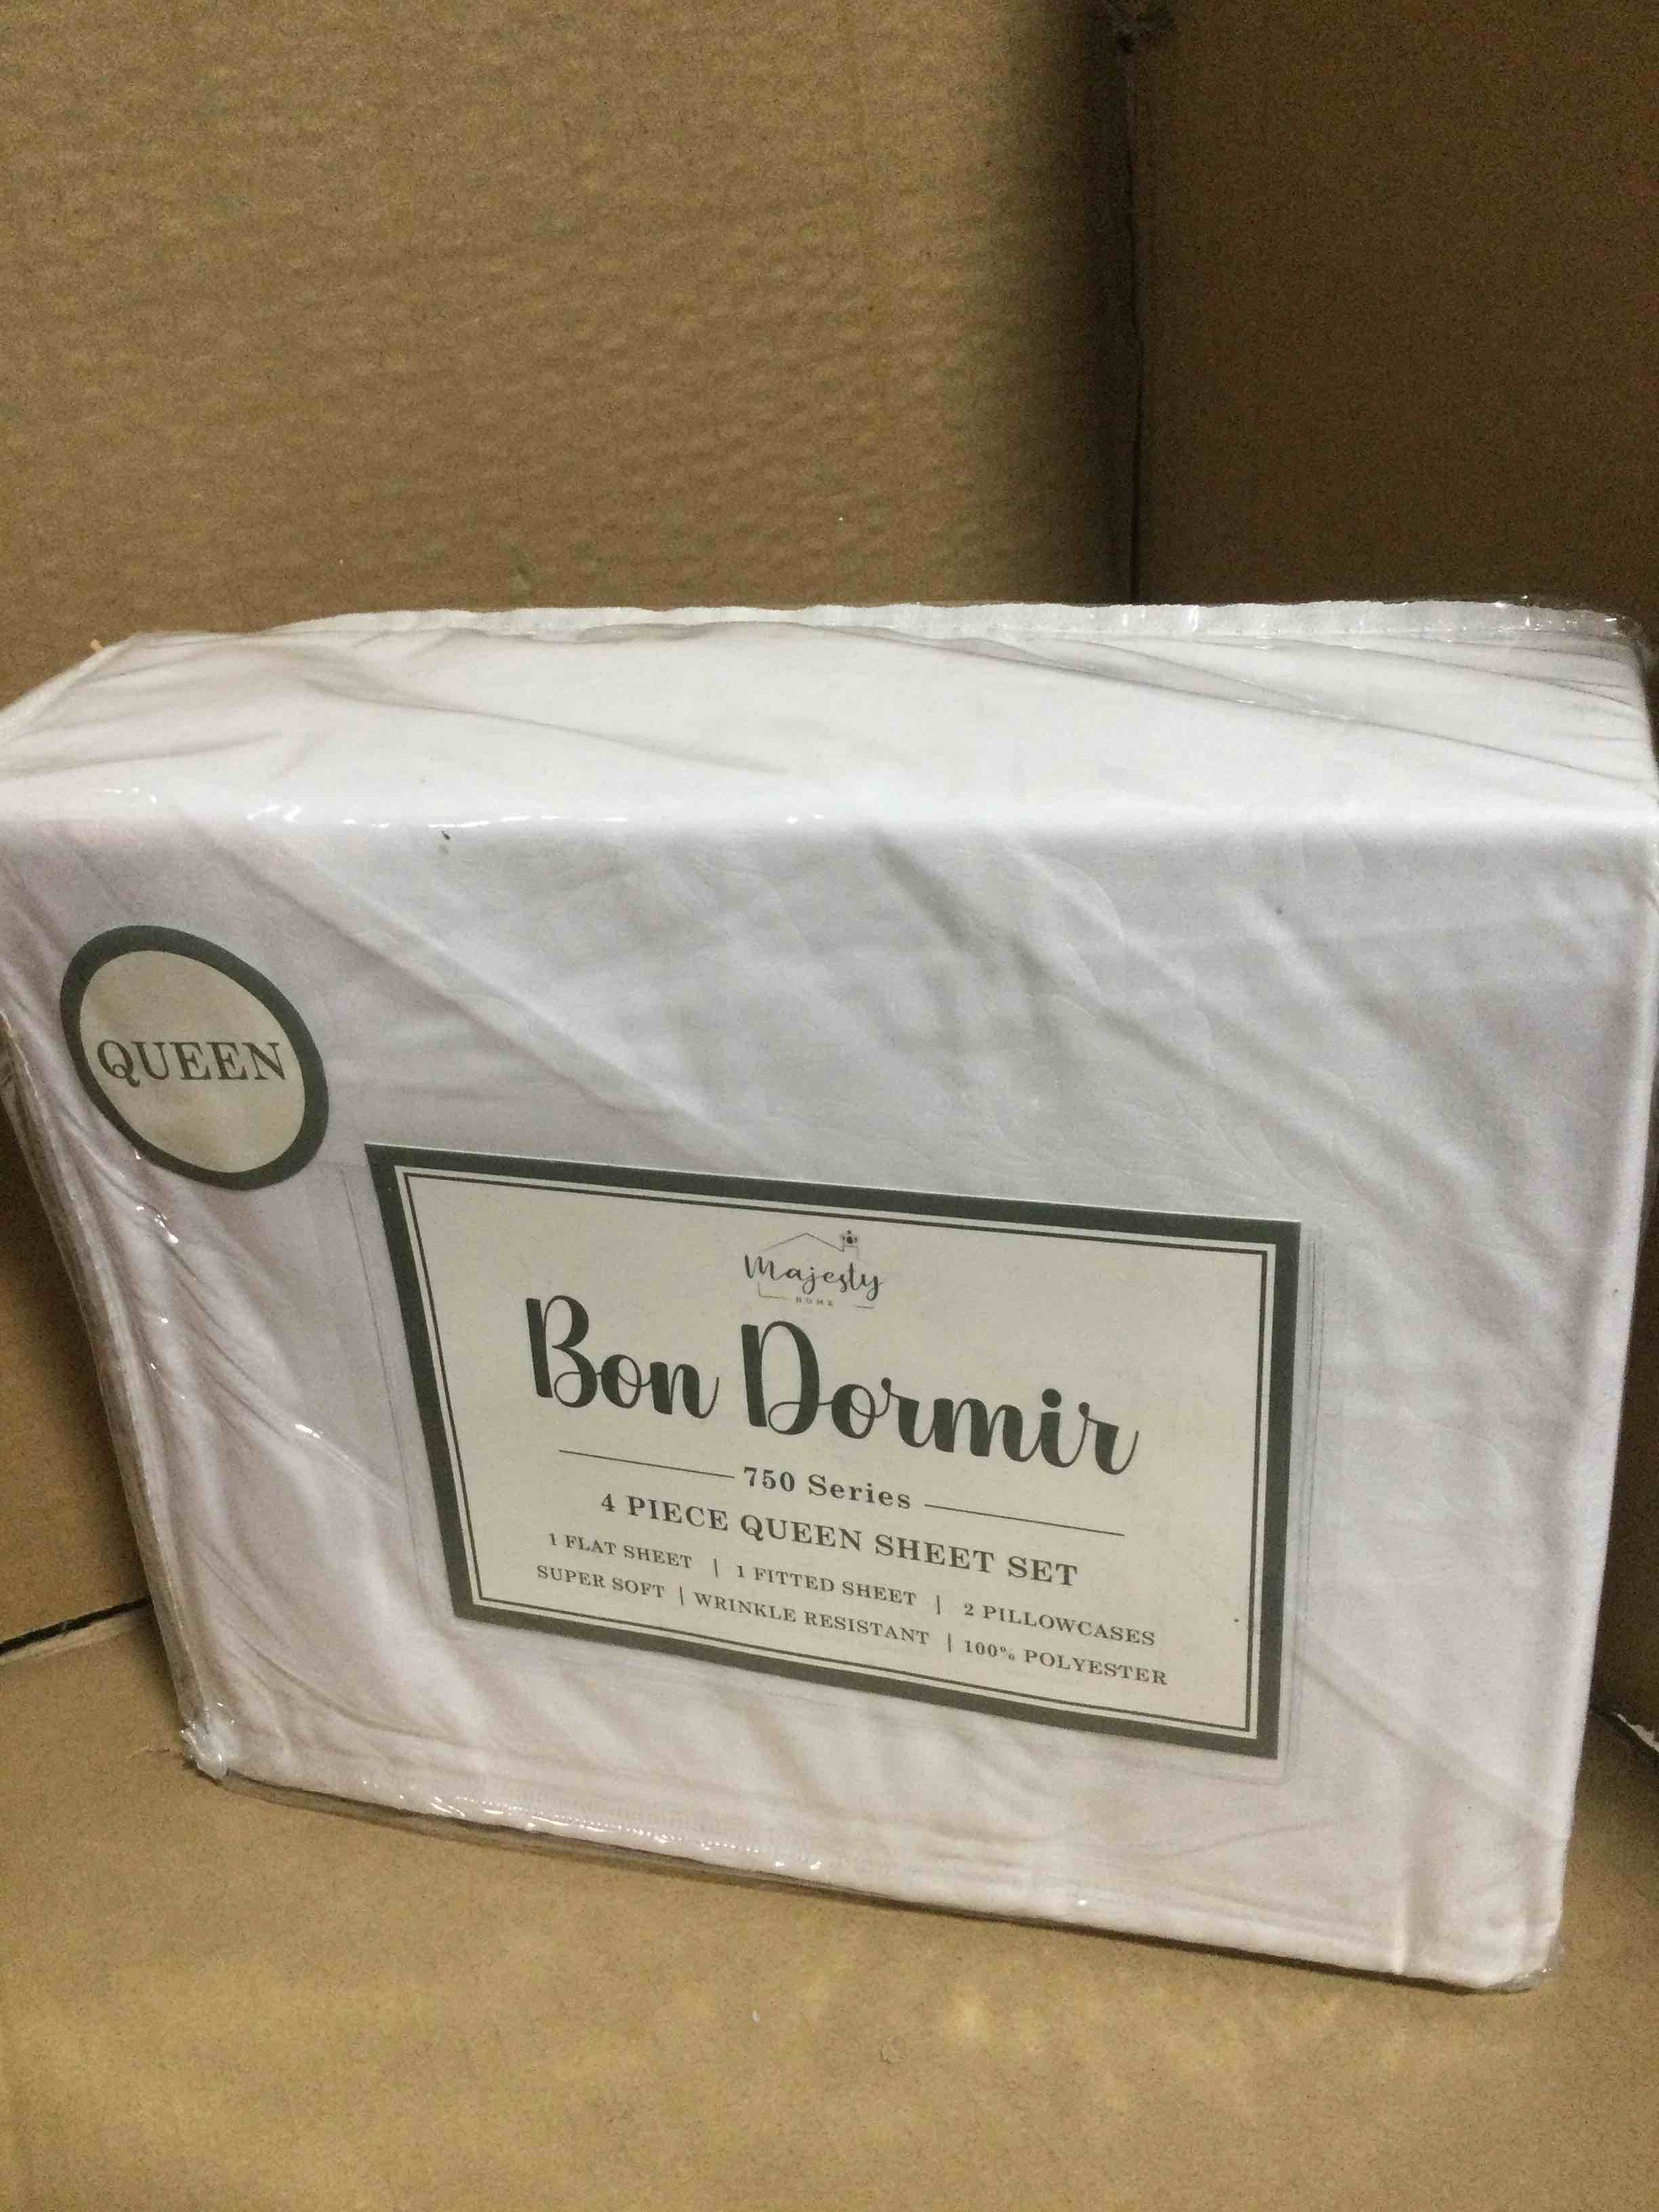 QUEEN
Majesty
HOME
Bon Dormir
750 Series
4 PIECE QUEEN SHEET SET
1 FLAT SHEET | 1 FITTED SHEET | 2 PILLOWCASES
SUPER SOFT | WRINKLE RESISTANT | 100% POLYESTER